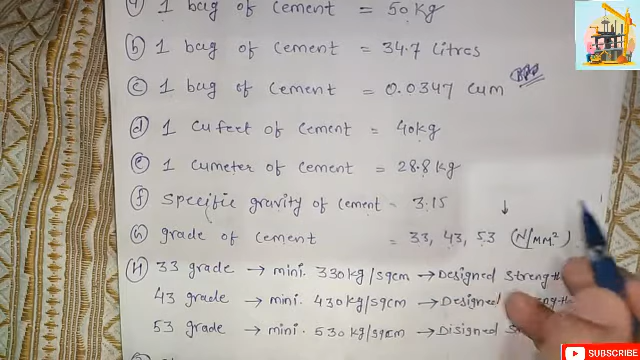 a) 1 bag of cement = 50 kg
b) 1 bag of cement = 34.7 litres
c) 1 bag of cement = 0.0347 cum
d) 1 cufeet of cement = 40kg
e) 1 cumeter of cement = 28.8 kg
f) specific gravity of cement = 3.15
h) grade of cement = 33, 43, 53 (N/MM²)
H) 33 grade → mini. 330kg/sqcm → Designed strength
43 grade → mini. 430kg/sqcm → Designed
53 grade → mini. 530kg/sqcm → Disigned
SUBSCRIBE